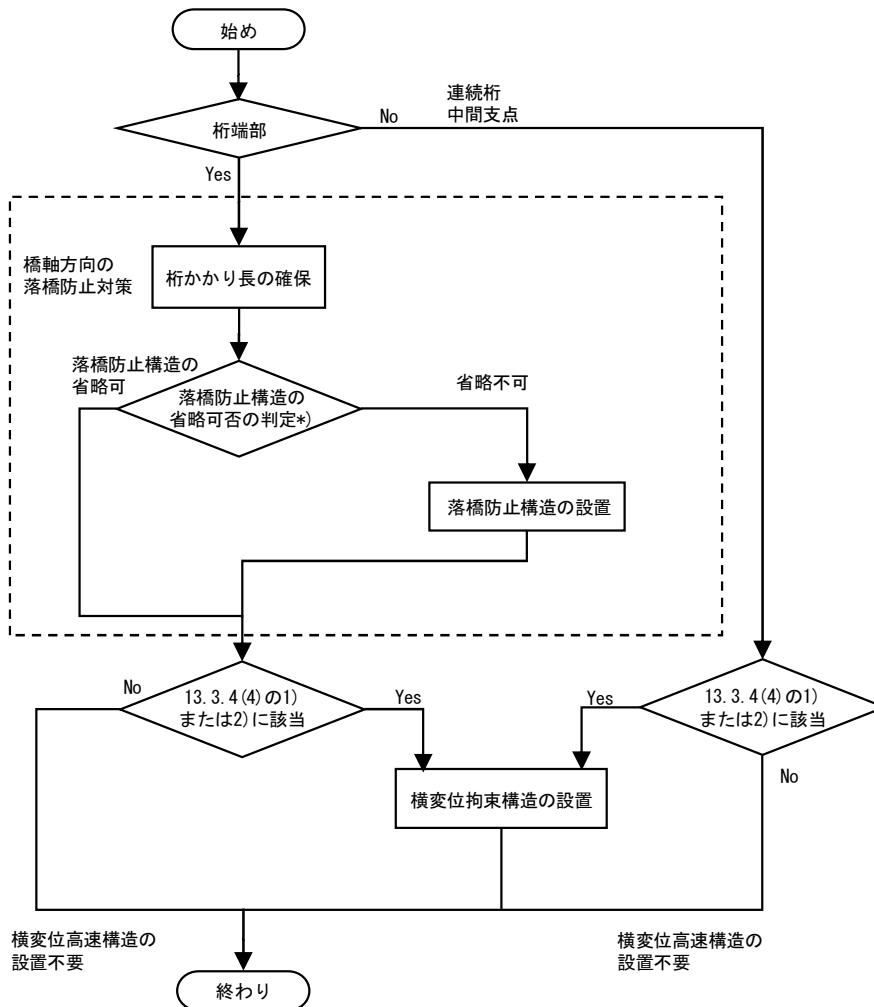 始め
連続桁
中間支点
No
桁端部
Yes
橋軸方向の
落橋防止対策
桁かかり長の確保
落橋防止構造の
省略可
落橋防止構造の
省略可否の判定*)
省略不可
落橋防止構造の設置
No
13.3.4(4)の1)
または2)に該当
Yes
Yes
13.3.4(4)の1)
または2)に該当
No
横変位拘束構造の設置
横変位高速構造の
設置不要
横変位高速構造の
設置不要
終わり